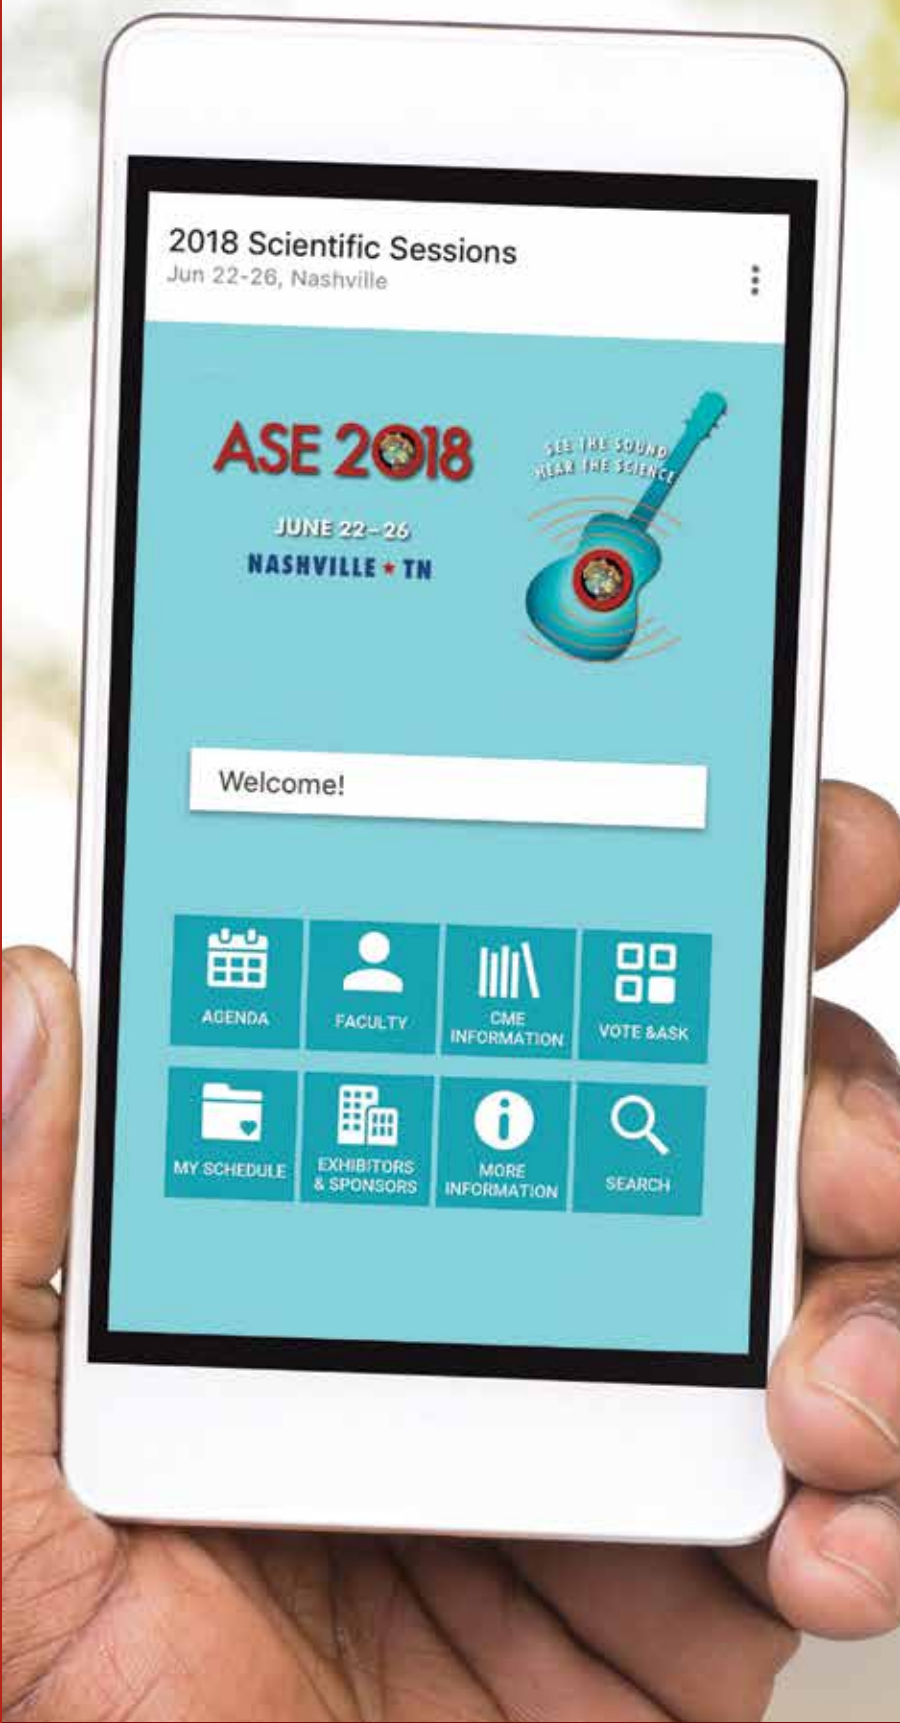 2018 Scientific Sessions
Jun 22-26, Nashville
ASE 2018
JUNE 22-26
NASHVILLE ★ TN
SEE THE SOUND
HEAR THE SCIENCE
Welcome!
AGENDA
FACULTY
CME
INFORMATION
VOTE &ASK
MY SCHEDULE
EXHIBITORS
& SPONSORS
MORE
INFORMATION
SEARCH